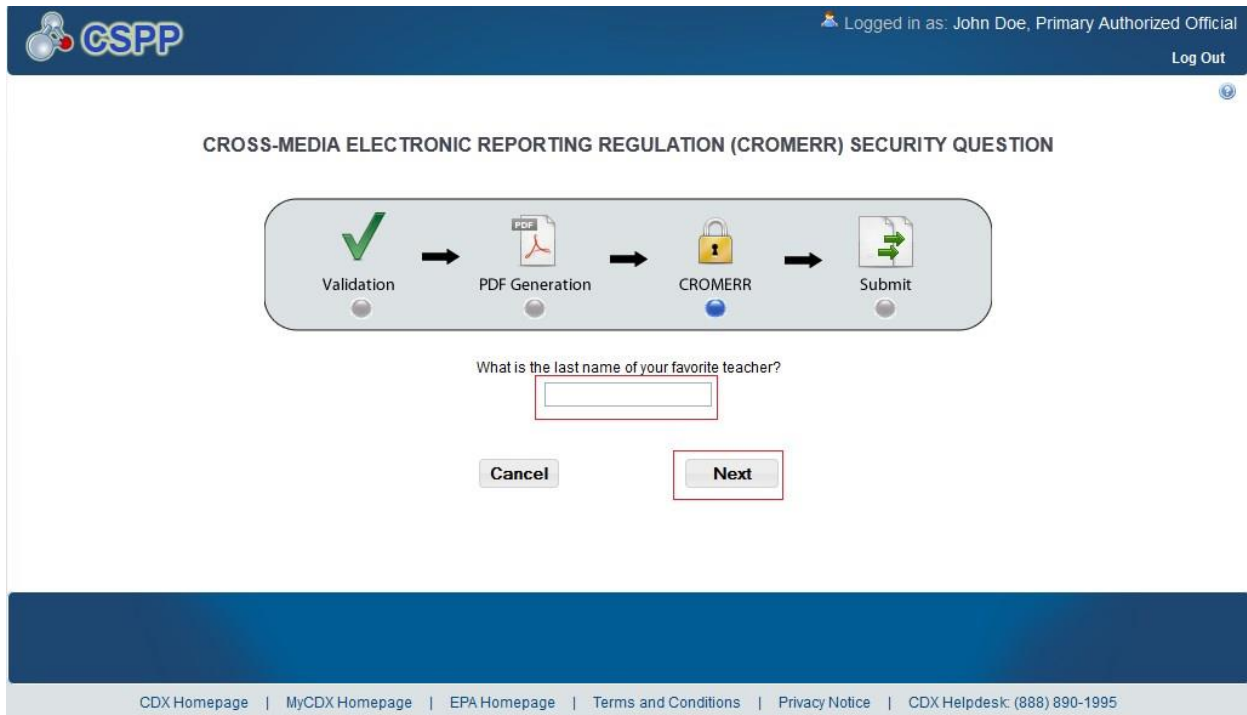 CSPP
Logged in as: John Doe, Primary Authorized Official
Log Out
CROSS-MEDIA ELECTRONIC REPORTING REGULATION (CROMERR) SECURITY QUESTION
PDF
Validation PDF Generation CROMERR Submit
What is the last name of your favorite teacher?
Cancel Next
CDX Homepage | MyCDX Homepage | EPA Homepage | Terms and Conditions | Privacy Notice | CDX Helpdesk: (888) 890-1995